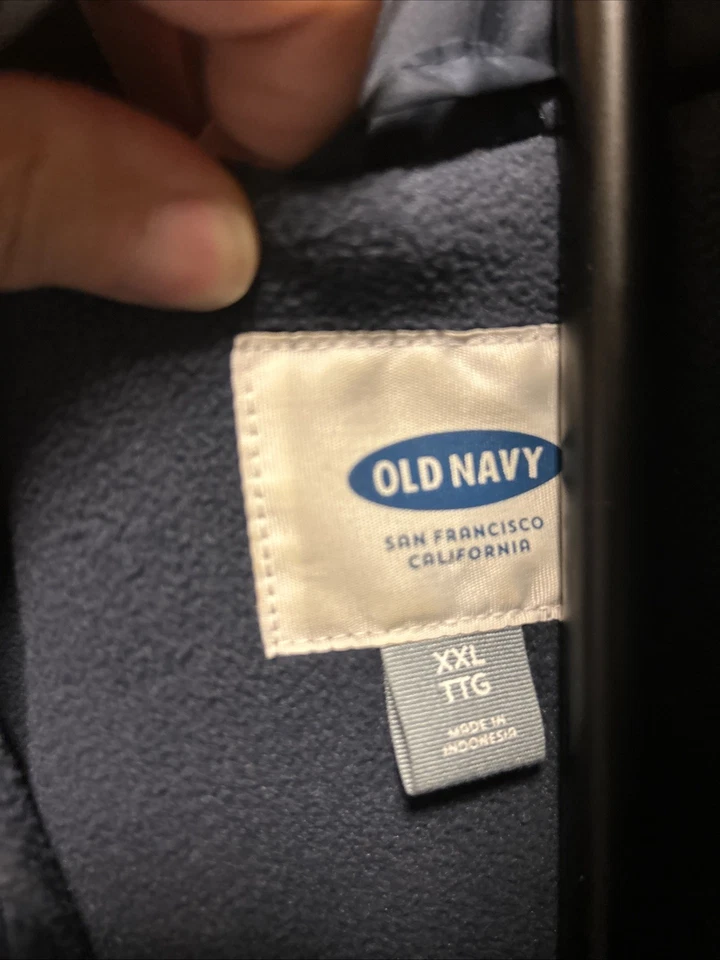 OLD NAVY
SAN FRANCISCO
CALIFORNIA
XXL
TTG
MADE IN
INDONESIA